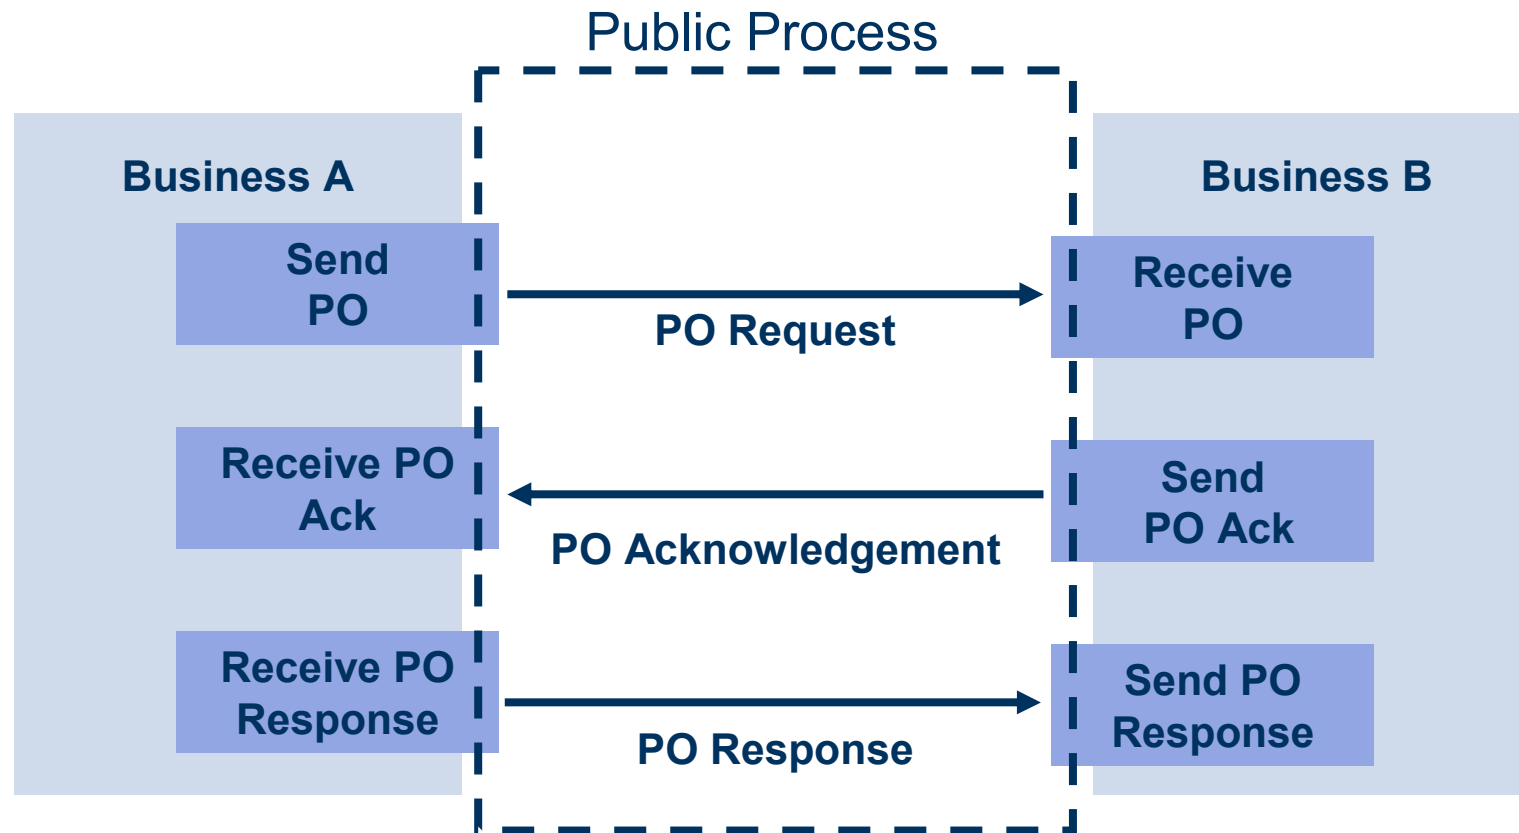 Public Process
Business A
Business B
Send
PO
Receive
PO
PO Request
Receive PO
Ack
Send
PO Ack
PO Acknowledgement
Receive PO
Response
Send PO
Response
PO Response